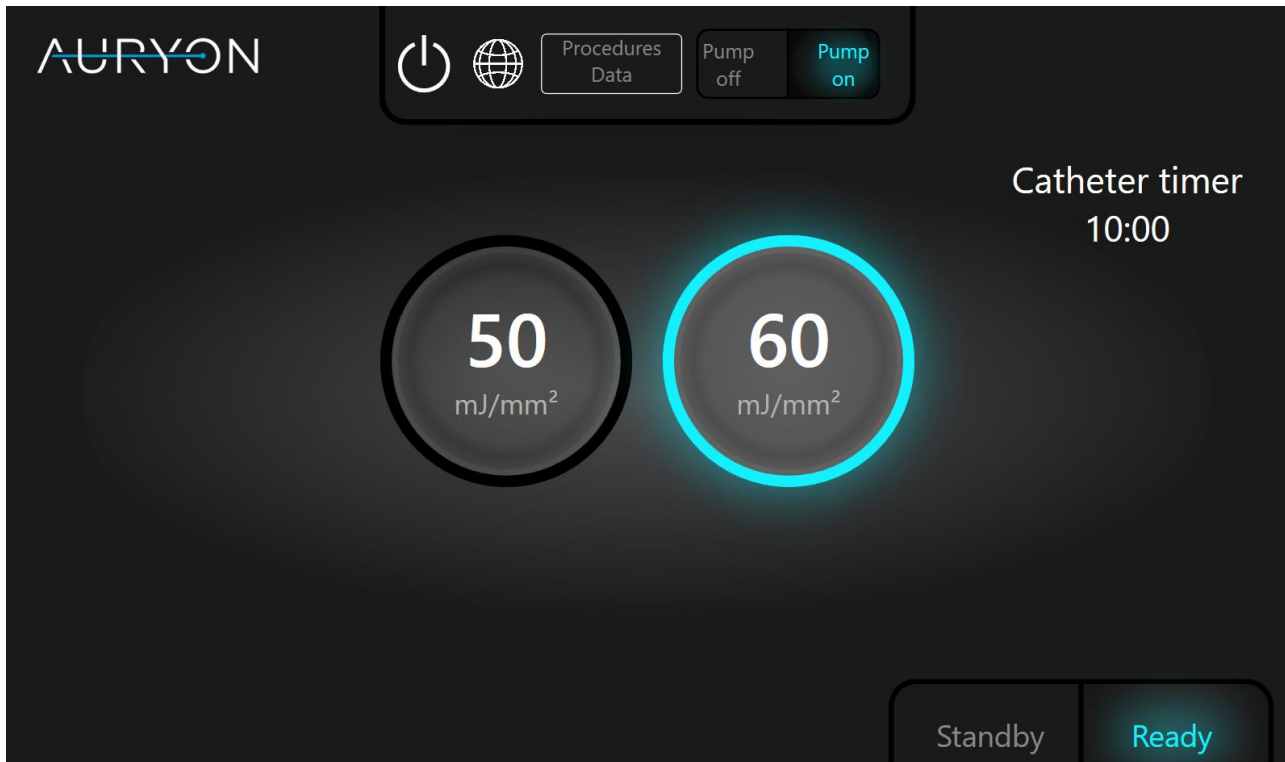 AURYON
Procedures
Data
Pump
off
Pump
on
Catheter timer
10:00
50
mJ/mm²
60
mJ/mm²
Standby
Ready